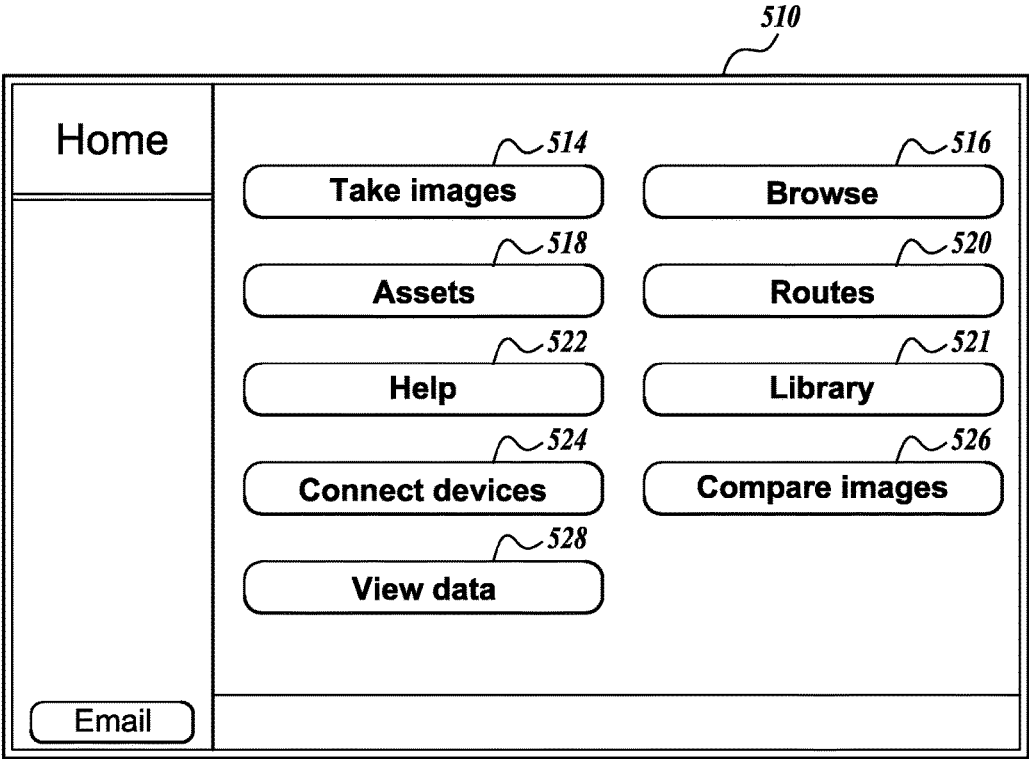 510
Home
514
516
Take images
Browse
518
520
Assets
Routes
522
521
Help
Library
524
526
Connect devices
Compare images
528
View data
Email